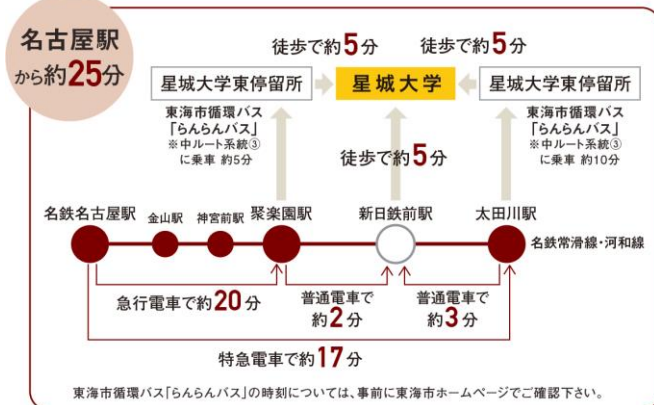 名古屋駅
から約25分
徒歩で約5分
徒歩で約5分
星城大学東停留所
星城大学
星城大学東停留所
東海市循環バス
「らんらんバス」
※中ルート系統③
に乗車 約5分
徒歩で約5分
東海市循環バス
「らんらんバス」
※中ルート系統③
に乗車 約10分
名鉄名古屋駅
金山駅
神宮前駅
聚楽園駅
新日鉄前駅
太田川駅
名鉄常滑線・河和線
急行電車で約20分
普通電車で
約2分
普通電車で
約3分
特急電車で約17分
東海市循環バス「らんらんバス」の時刻については、事前に東海市ホームページでご確認下さい。